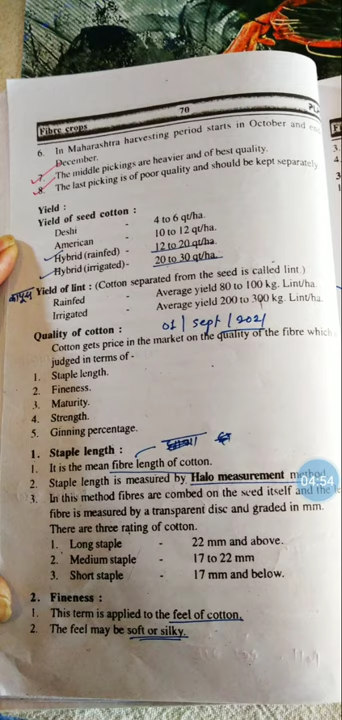 70
Fibre crops
6. In Maharashtra harvesting period starts in October and
December.
7. The middle pickings are heavier and of best quality.
8. The last picking is of poor quality and should be kept separately
Yield :
Yield of seed cotton :
Deshi - 4 to 6 qt/ha.
American - 10 to 12 qt/ha.
Hybrid (rainfed) - 12 to 20 qt/ha.
Hybrid (irrigated) - 20 to 30 qt/ha.
Yield of lint : (Cotton separated from the seed is called lint.)
Rainfed - Average yield 80 to 100 kg. Lint/ha.
Irrigated - Average yield 200 to 300 kg. Lint/ha.
01 / sept / 2021
Quality of cotton :
Cotton gets price in the market on the quality of the fibre which
judged in terms of -
1. Staple length.
2. Fineness.
3. Maturity.
4. Strength.
5. Ginning percentage.
1. Staple length :
1. It is the mean fibre length of cotton.
2. Staple length is measured by Halo measurement method.
04:54
3. In this method fibres are combed on the seed itself and the
fibre is measured by a transparent disc and graded in mm.
There are three rating of cotton.
1. Long staple - 22 mm and above.
2. Medium staple - 17 to 22 mm
3. Short staple - 17 mm and below.
2. Fineness :
1. This term is applied to the feel of cotton.
2. The feel may be soft or silky.